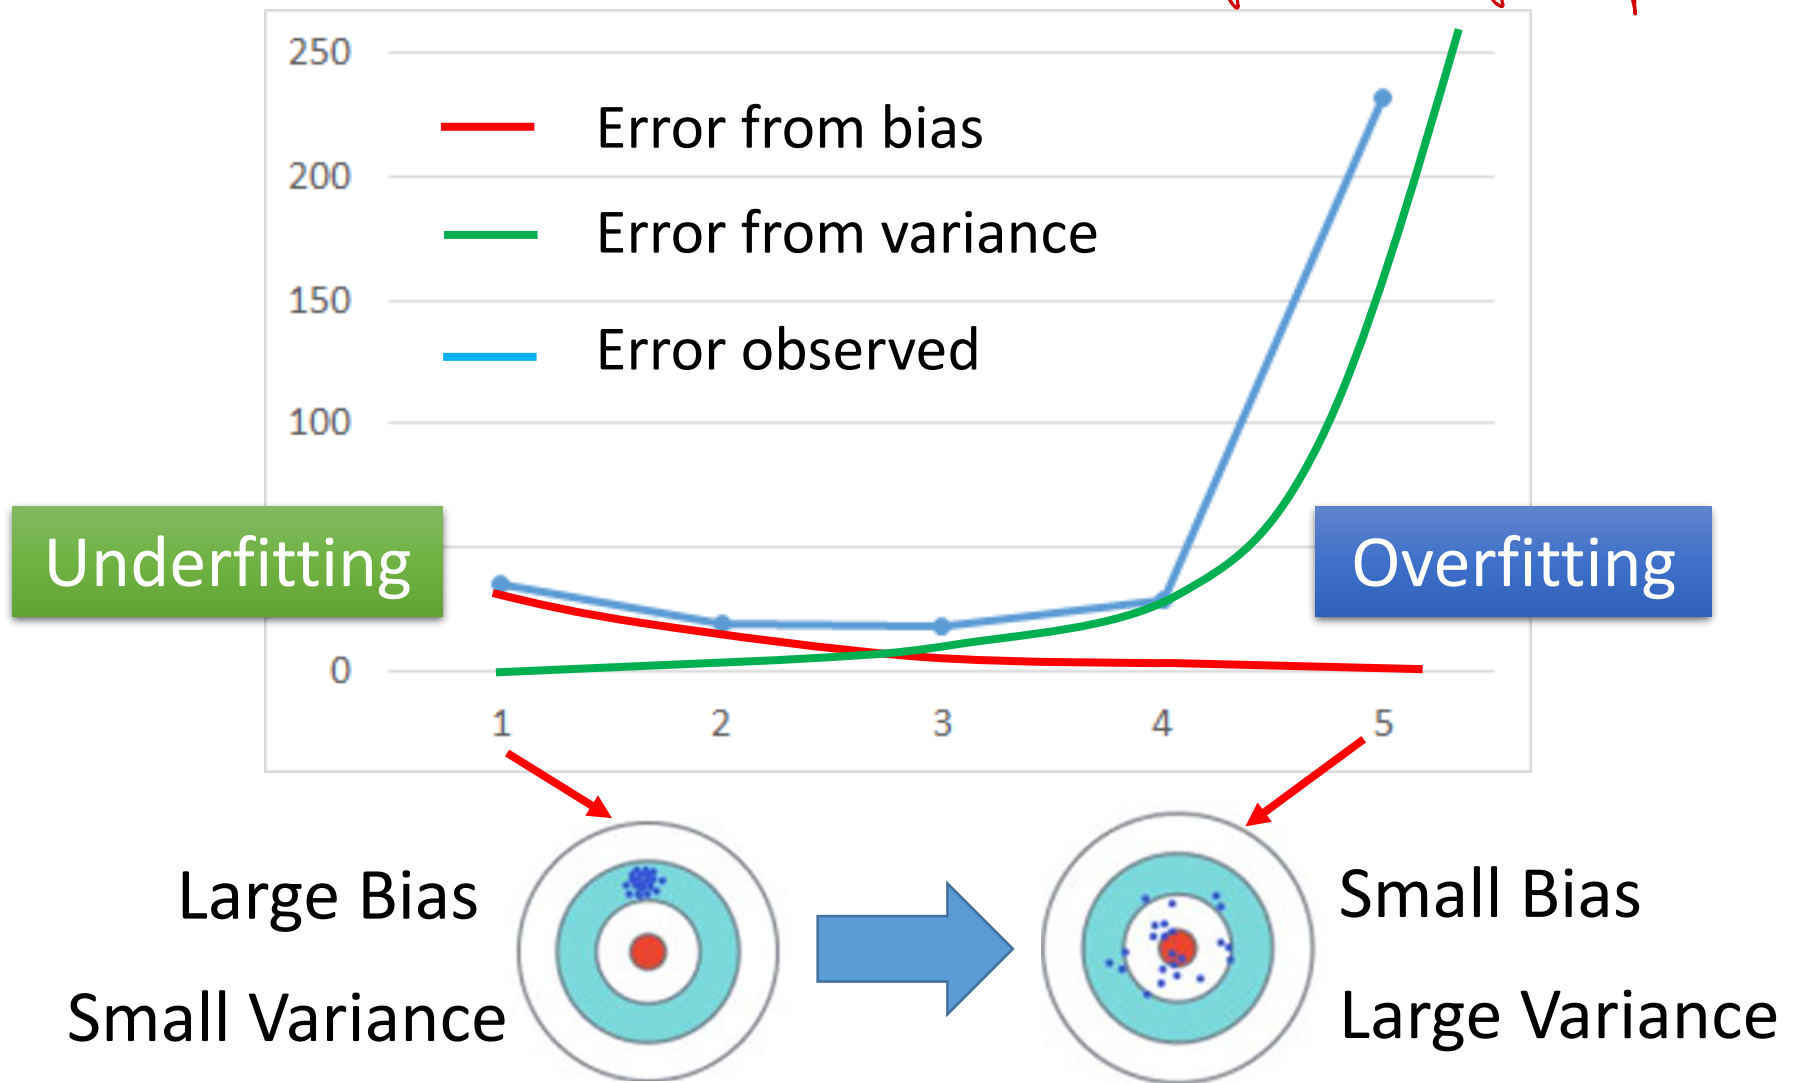 250
Error from bias
200
Error from variance
150
Error observed
100
Underfitting
Overfitting
0
1 2 3 4 5
Large Bias
Small Variance
Small Bias
Large Variance